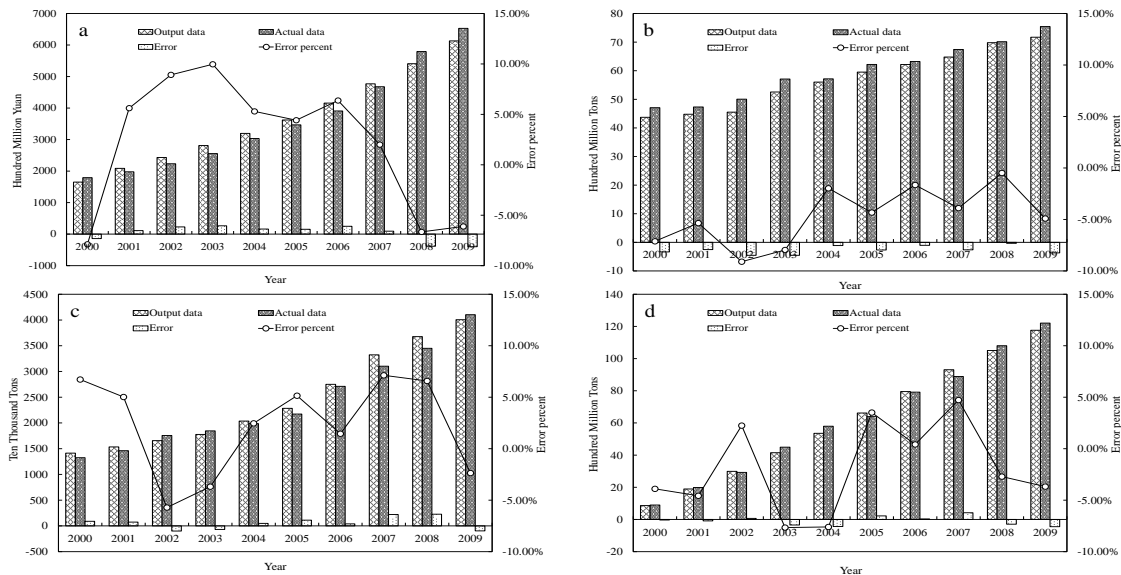 a
Output data
Actual data
Error
Error percent
7000
6000
5000
4000
3000
2000
1000
0
-1000
Hundred Million Yuan
15.00%
10.00%
5.00%
0.00%
-5.00%
-10.00%
Error percent
2000 2001 2002 2003 2004 2005 2006 2007 2008 2009
Year
b
Output data
Actual data
Error
Error percent
80
70
60
50
40
30
20
10
0
-10
Hundred Million Tons
15.00%
10.00%
5.00%
0.00%
-5.00%
-10.00%
Error percent
2000 2001 2002 2003 2004 2005 2006 2007 2008 2009
Year
c
Output data
Actual data
Error
Error percent
4500
4000
3500
3000
2500
2000
1500
1000
500
0
-500
Ten Thousand Tons
15.00%
10.00%
5.00%
0.00%
-5.00%
-10.00%
Error percent
2000 2001 2002 2003 2004 2005 2006 2007 2008 2009
Year
d
Output data
Actual data
Error
Error percent
140
120
100
80
60
40
20
0
-20
Hundred Million Tons
15.00%
10.00%
5.00%
0.00%
-5.00%
-10.00%
Error percent
2000 2001 2002 2003 2004 2005 2006 2007 2008 2009
Year